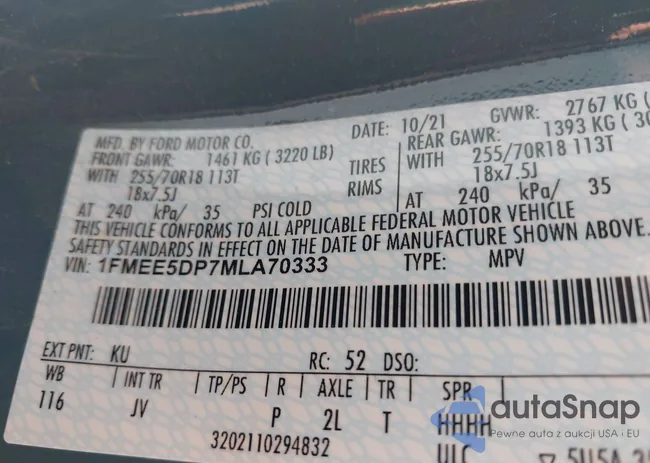 MFD. BY FORD MOTOR CO.
DATE: 10/21
GVWR: 2767 KG
FRONT GAWR: 1461 KG (3220 LB)
REAR GAWR: 1393 KG
WITH 255/70R18 113T
TIRES WITH 255/70R18 113T
18x7.5J
RIMS 18x7.5J
AT 240 kPa/ 35 PSI COLD
AT 240 kPa/ 35
THIS VEHICLE CONFORMS TO ALL APPLICABLE FEDERAL MOTOR VEHICLE
SAFETY STANDARDS IN EFFECT ON THE DATE OF MANUFACTURE SHOWN ABOVE.
VIN: 1FMEE5DP7MLA70333 TYPE: MPV
EXT PNT: KU RC: 52 DSO:
WB INT TR TP/PS R AXLE TR SPR
116 JV P 2L T HHHH
3202110294832
autaSnap
Pewne auta z aukcji USA i EU